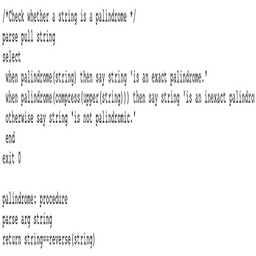 /*Check whether a string is a palindrome */
parse pull string
select
when palindrome(string) then say string 'is an exact palindrome.'
when palindrome(compress(upper(string))) then say string 'is an inexact palindro
otherwise say string 'is not palindromic.'
end
exit 0
palindrome: procedure
parse arg string
return string==reverse(string)